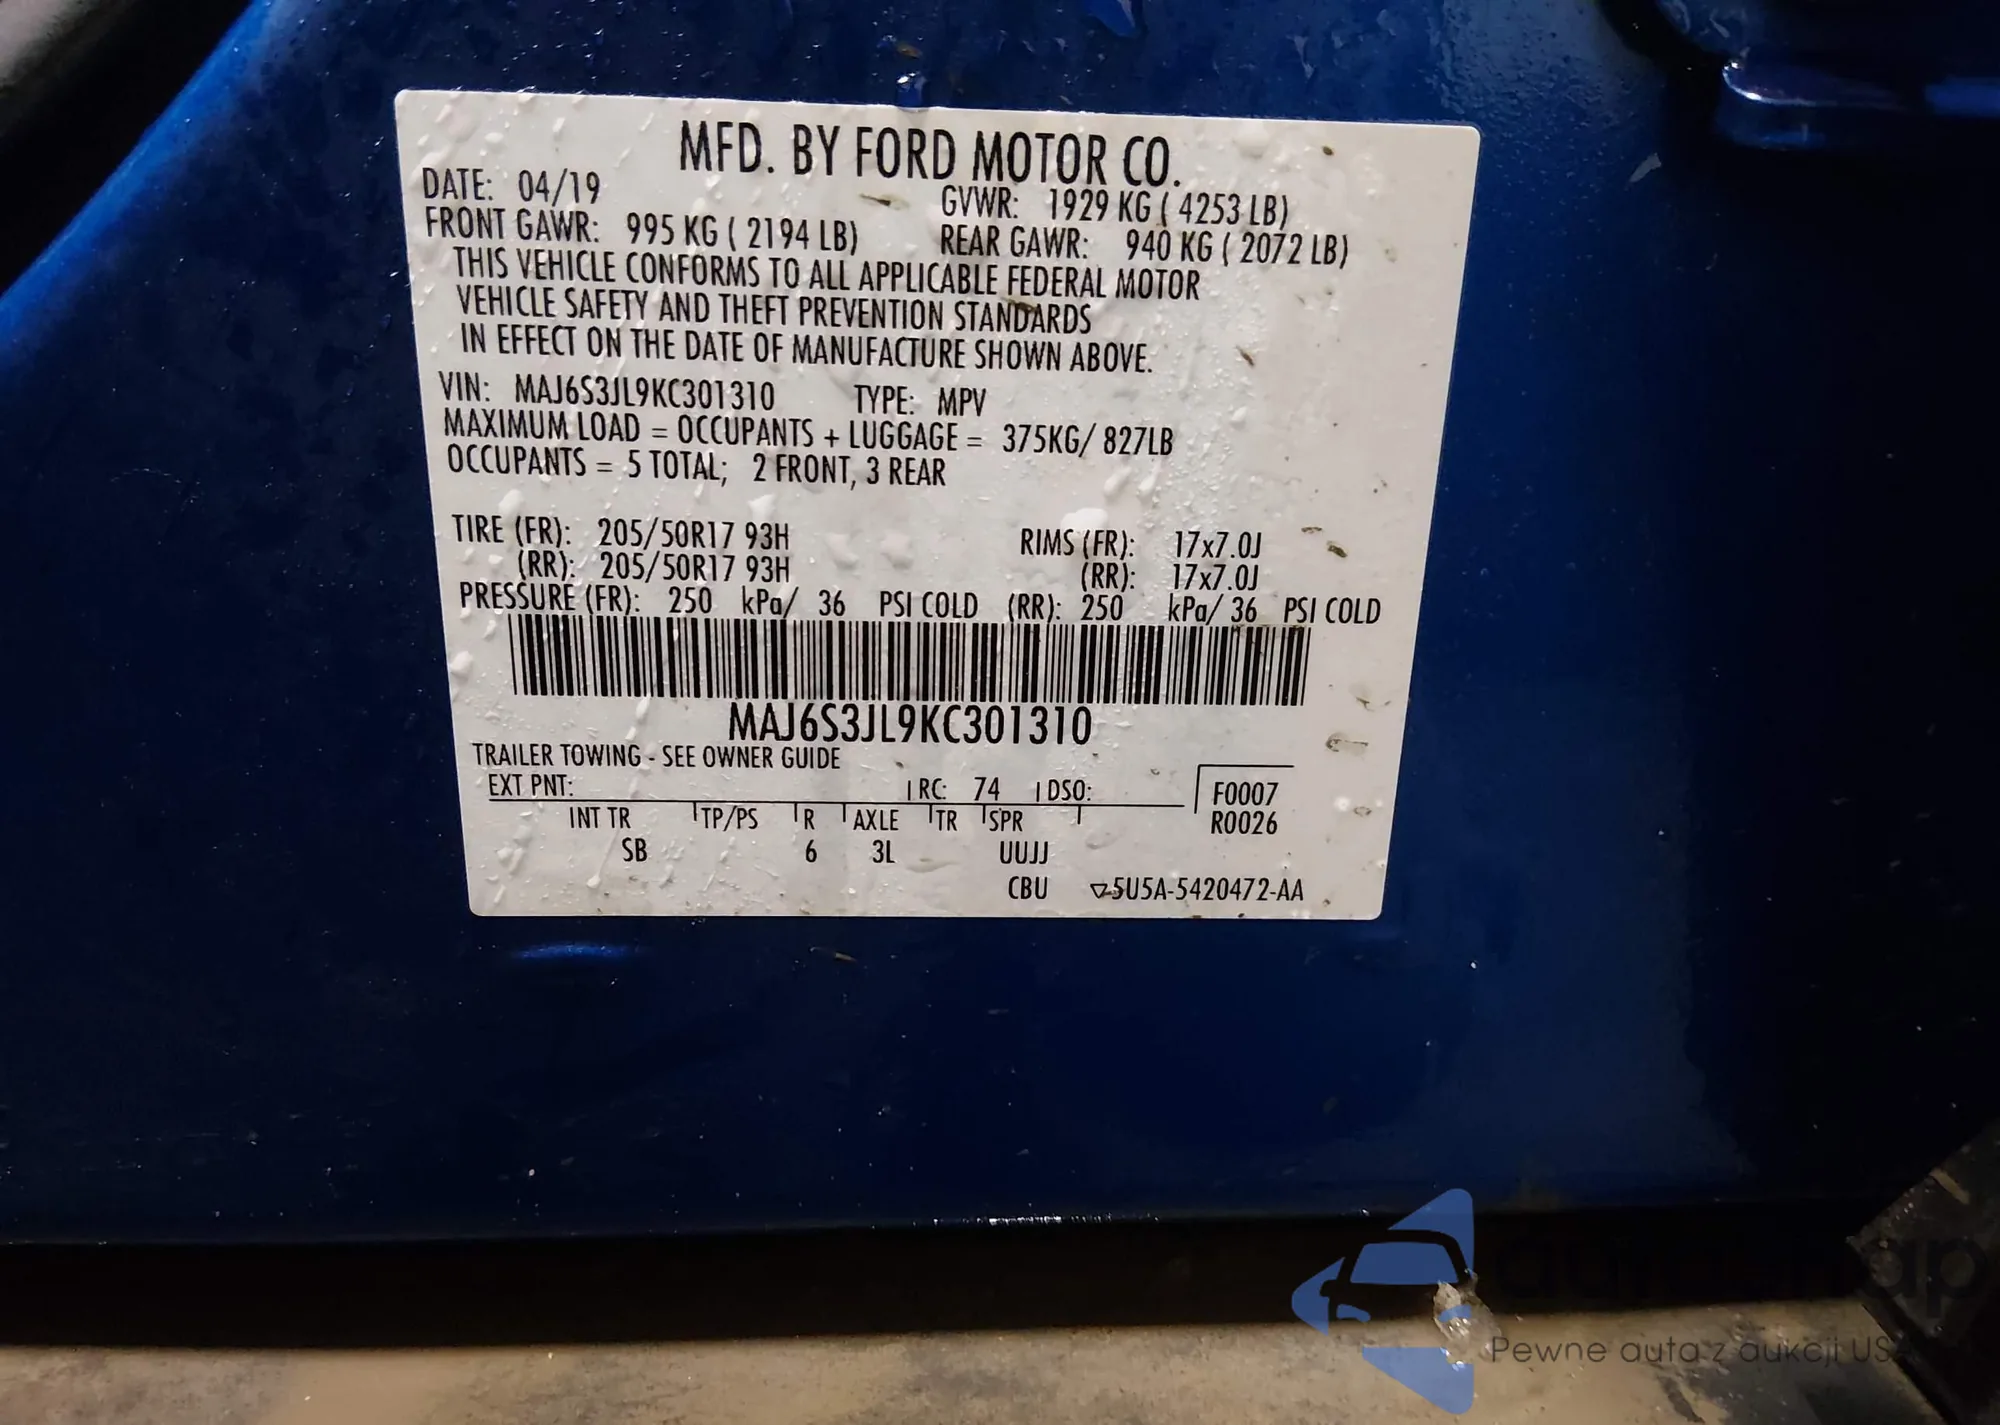 MFD. BY FORD MOTOR CO.
DATE: 04/19 GVWR: 1929 KG ( 4253 LB)
FRONT GAWR: 995 KG ( 2194 LB) REAR GAWR: 940 KG ( 2072 LB)
THIS VEHICLE CONFORMS TO ALL APPLICABLE FEDERAL MOTOR
VEHICLE SAFETY AND THEFT PREVENTION STANDARDS
IN EFFECT ON THE DATE OF MANUFACTURE SHOWN ABOVE.
VIN: MAJ6S3JL9KC301310 TYPE: MPV
MAXIMUM LOAD = OCCUPANTS + LUGGAGE = 375KG/ 827LB
OCCUPANTS = 5 TOTAL; 2 FRONT, 3 REAR
TIRE (FR): 205/50R17 93H RIMS (FR): 17x7.0J
(RR): 205/50R17 93H (RR): 17x7.0J
PRESSURE (FR): 250 kPa/ 36 PSI COLD (RR): 250 kPa/ 36 PSI COLD
MAJ6S3JL9KC301310
TRAILER TOWING - SEE OWNER GUIDE
EXT PNT: RC: 74 DSO: F0007
INT TR TP/PS R AXLE TR SPR R0026
SB 6 3L UUJJ
CBU 5U5A-5420472-AA
Pewne auta z aukcji USA